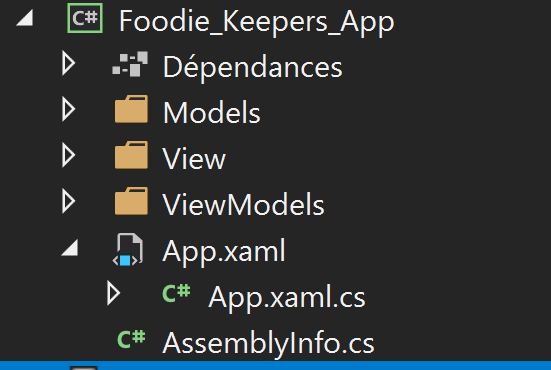 C# Foodie_Keepers_App
Dépendances
Models
View
ViewModels
App.xaml
C# App.xaml.cs
C# AssemblyInfo.cs